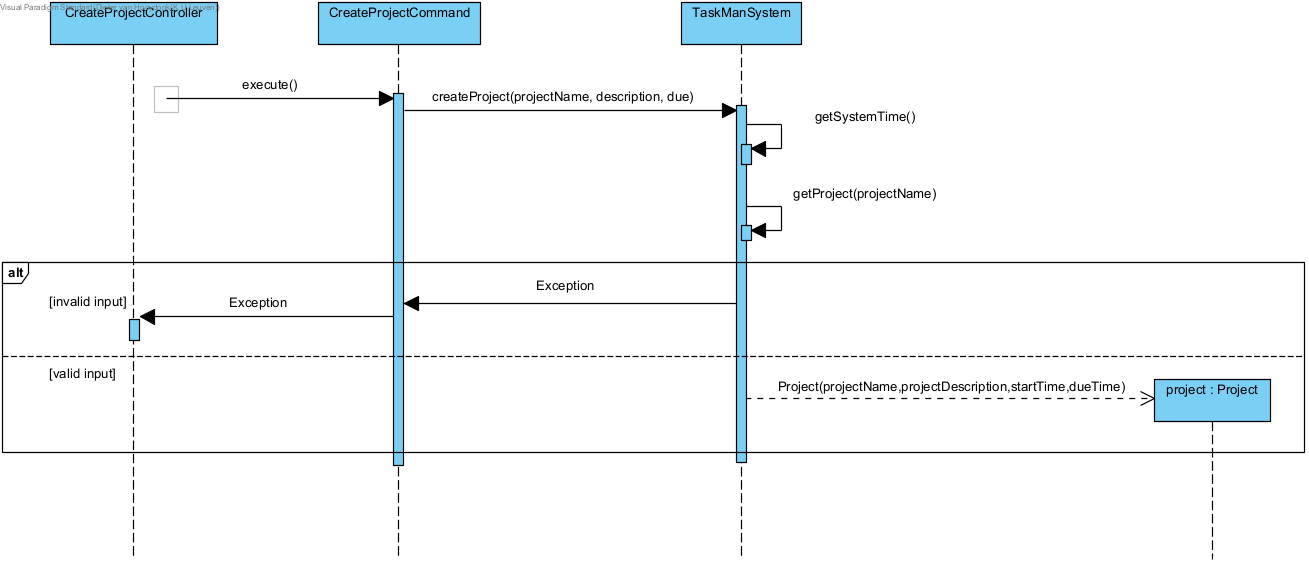 Visual Paradigm Standard
CreateProjectController
CreateProjectCommand
TaskManSystem
execute()
createProject(projectName, description, due)
getSystemTime()
getProject(projectName)
alt
[invalid input]
Exception
Exception
[valid input]
Project(projectName,projectDescription,startTime,dueTime)
project : Project